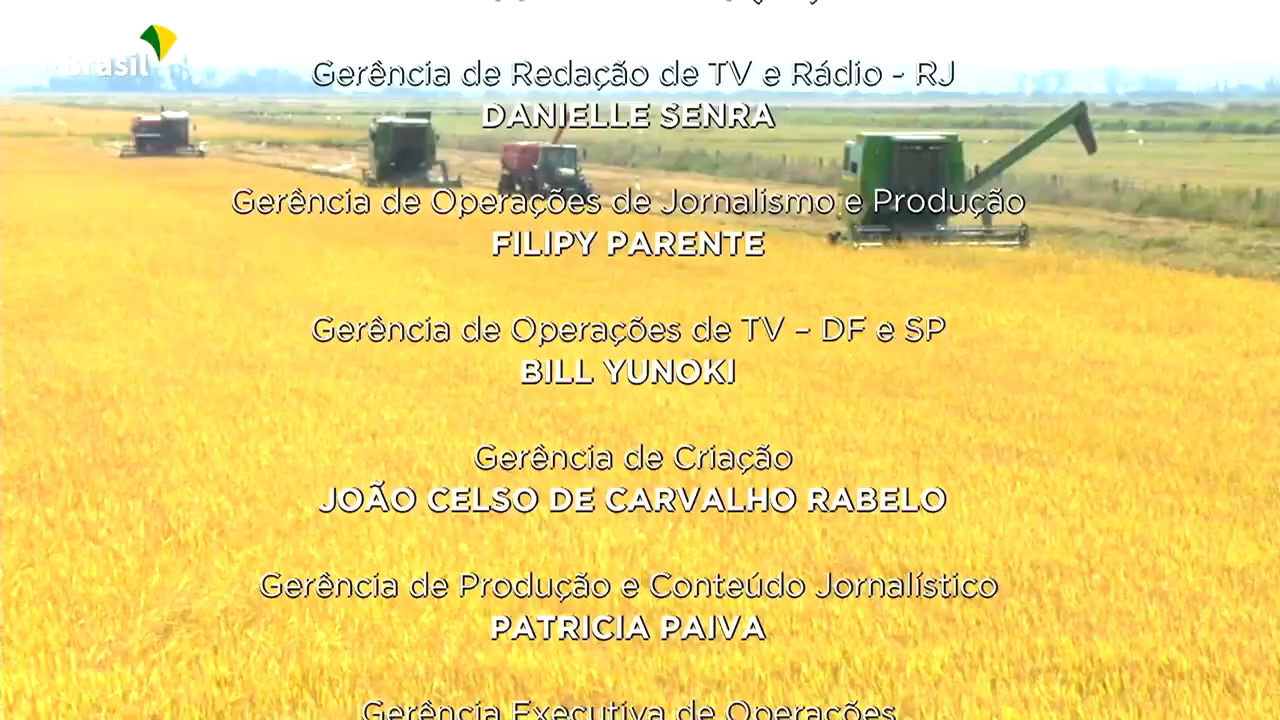 Brasil
Gerência de Redação de TV e Rádio - RJ
DANIELLE SENRA
Gerência de Operações de Jornalismo e Produção
FILIPY PARENTE
Gerência de Operações de TV – DF e SP
BILL YUNOKI
Gerência de Criação
JOÃO CELSO DE CARVALHO RABELO
Gerência de Produção e Conteúdo Jornalístico
PATRICIA PAIVA
Gerência Executiva de Operações